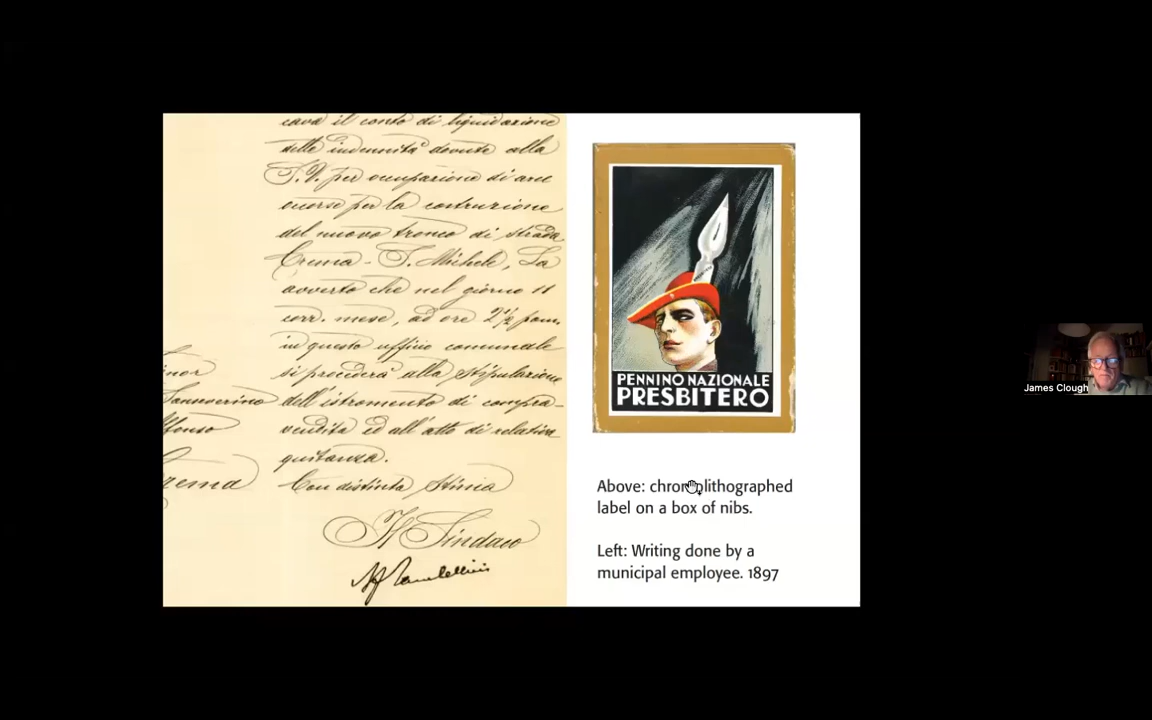 cava il conto di liquidazione
delle indennità dovute alla
S. V. per occupazione di aree
occorse per la costruzione
del nuovo tronco di strada
Crema - S. Michele, La
avverto che nel giorno 11
corr. mese, ad ore 2½ pom.
in questo ufficio comunale
si procederà alla stipulazione
dell'istromento di compra-
vendita ed all'atto di relativa
quitanza.
Con distinta stima
Il Sindaco
rema
PENNINO NAZIONALE
PRESBITERO
Above: chromolithographed
label on a box of nibs.
Left: Writing done by a
municipal employee. 1897
James Clough